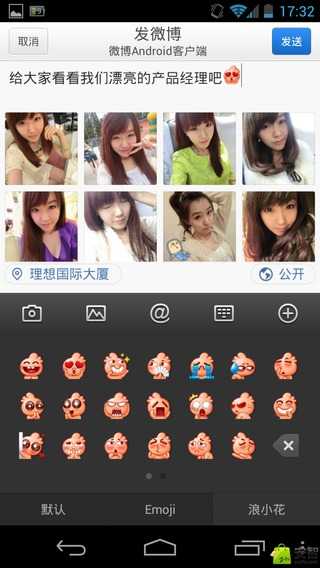 17:32
取消
发微博
微博Android客户端
发送
给大家看看我们漂亮的产品经理吧
理想国际大厦
公开
@
默认
Emoji
浪小花
安智